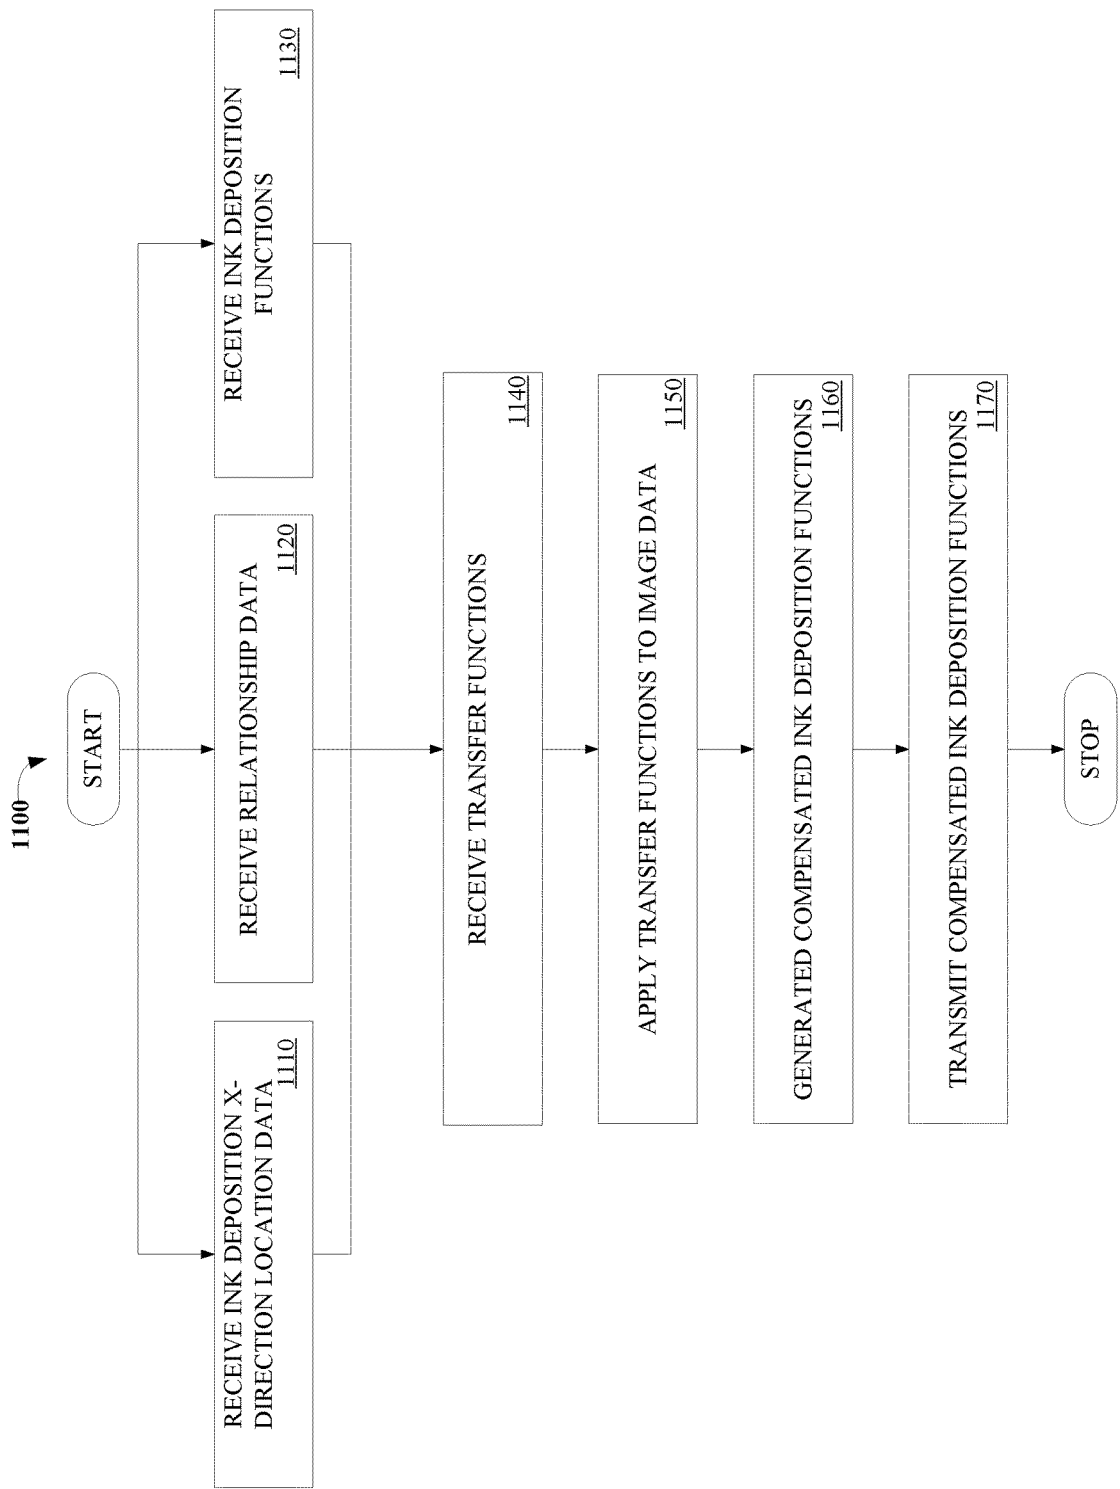 1100
START
RECEIVE INK DEPOSITION X-
DIRECTION LOCATION DATA
1110
RECEIVE RELATIONSHIP DATA
1120
RECEIVE INK DEPOSITION
FUNCTIONS
1130
RECEIVE TRANSFER FUNCTIONS
1140
APPLY TRANSFER FUNCTIONS TO IMAGE DATA
1150
GENERATED COMPENSATED INK DEPOSITION FUNCTIONS
1160
TRANSMIT COMPENSATED INK DEPOSITION FUNCTIONS
1170
STOP